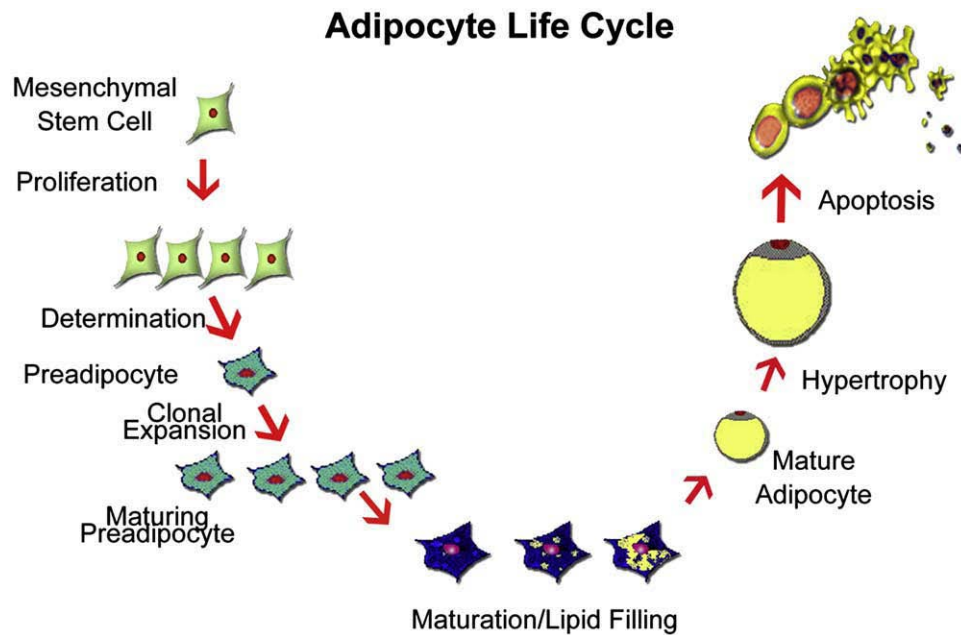 Adipocyte Life Cycle
Mesenchymal
Stem Cell
Proliferation
Determination
Preadipocyte
Clonal
Expansion
Maturing
Preadipocyte
Maturation/Lipid Filling
Mature
Adipocyte
Hypertrophy
Apoptosis